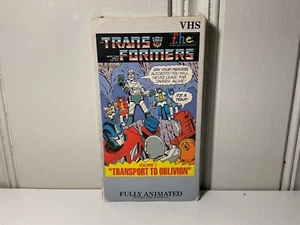 VHS
TRANS the
FORMERS
SAY YOUR PRAYERS,
AUTOBOTS! YOU WILL
NEVER LEAVE THIS
CAVERN ALIVE!
IT'S A
TRAP!
VOLUME 1
"TRANSPORT TO OBLIVION"
FULLY ANIMATED